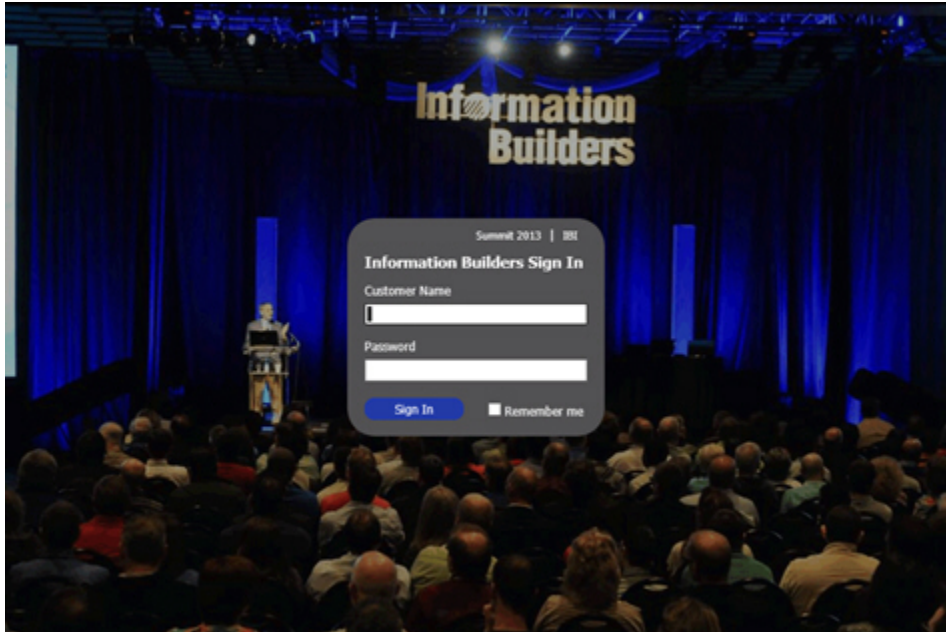 Information
Builders
Summit 2013 | IBI
Information Builders Sign In
Customer Name
Password
Sign In
Remember me